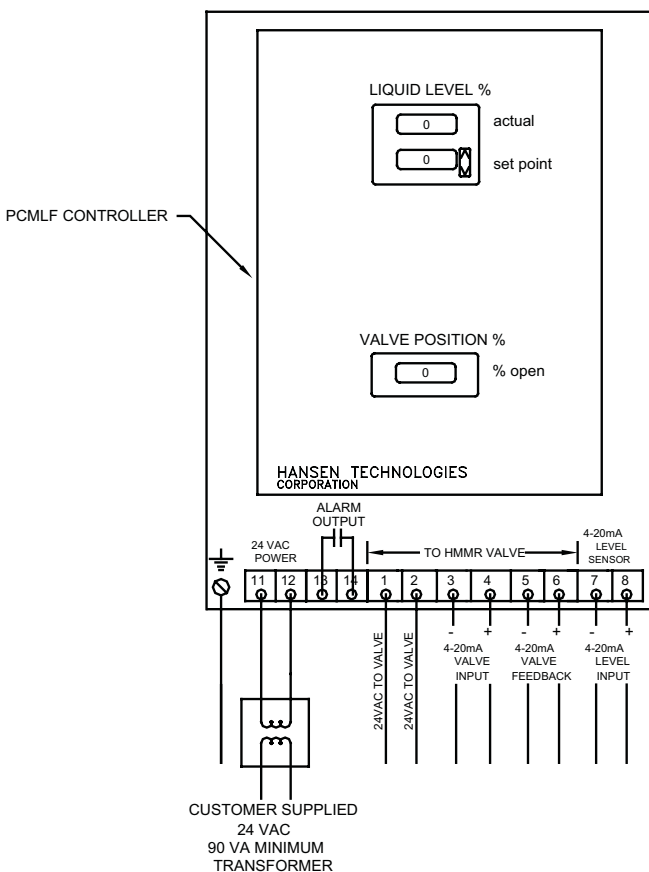 LIQUID LEVEL %
0
actual
0
set point
PCMLF CONTROLLER
VALVE POSITION %
0
% open
HANSEN TECHNOLOGIES
CORPORATION
ALARM
OUTPUT
24 VAC
POWER
TO HMMR VALVE
4-20mA
LEVEL
SENSOR
11 12 13 14 1 2 3 4 5 6 7 8
- + - + - +
24VAC TO VALVE
24VAC TO VALVE
4-20mA
VALVE
INPUT
4-20mA
VALVE
FEEDBACK
4-20mA
LEVEL
INPUT
CUSTOMER SUPPLIED
24 VAC
90 VA MINIMUM
TRANSFORMER